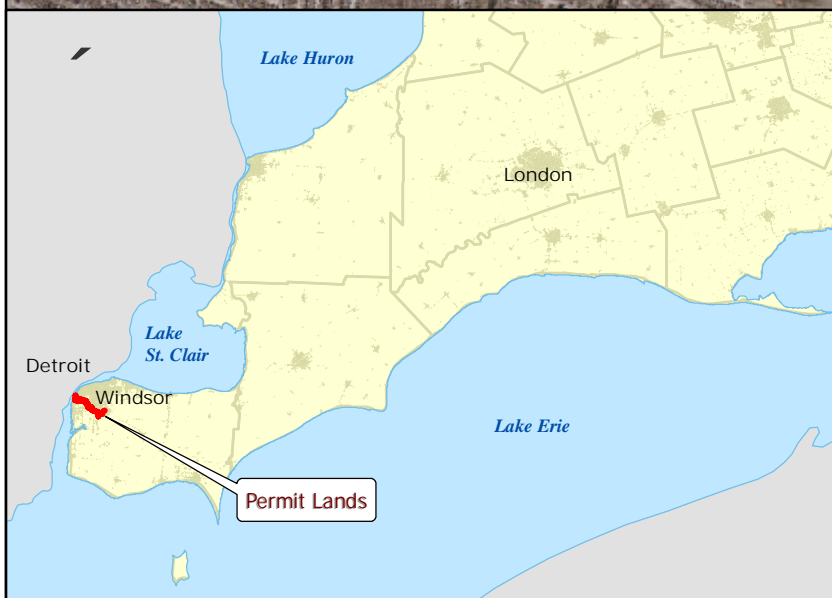 Lake Huron
London
Lake
St. Clair
Detroit
Windsor
Lake Erie
Permit Lands